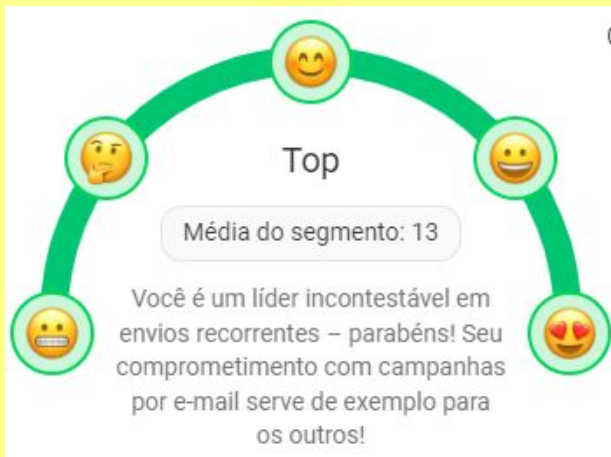 Top
Média do segmento: 13
Você é um líder incontestável em
envios recorrentes – parabéns! Seu
comprometimento com campanhas
por e-mail serve de exemplo para
os outros!